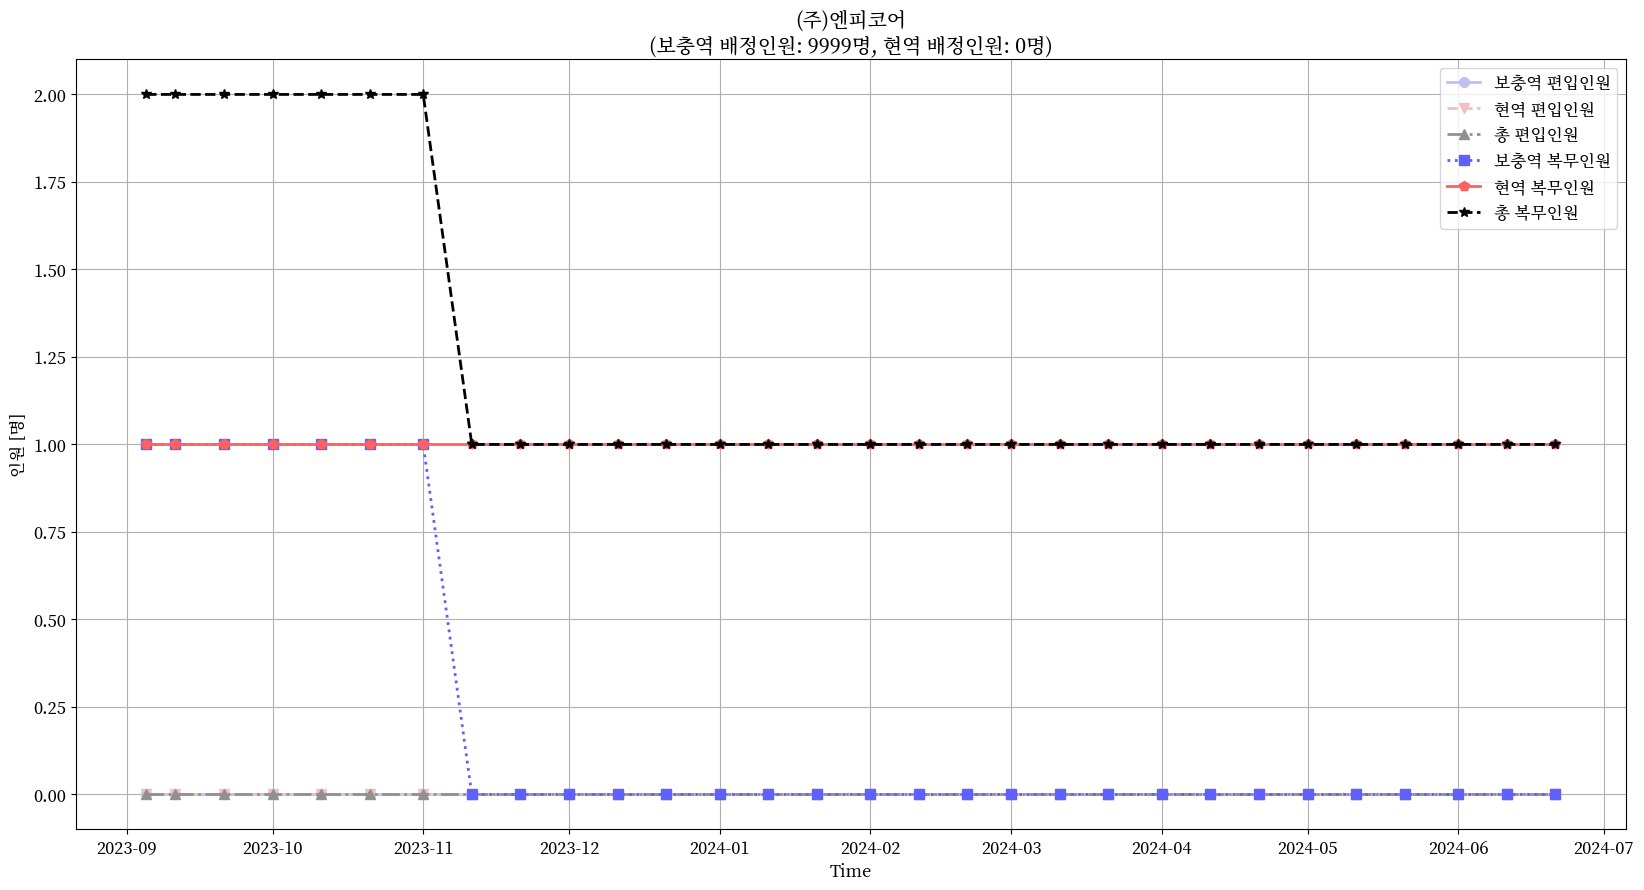 (주)엔피코어
(보충역 배정인원: 9999명, 현역 배정인원: 0명)
보충역 편입인원
현역 편입인원
총 편입인원
보충역 복무인원
현역 복무인원
총 복무인원
2.00
1.75
1.50
1.25
1.00
0.75
0.50
0.25
0.00
인원 [명]
2023-09 2023-10 2023-11 2023-12 2024-01 2024-02 2024-03 2024-04 2024-05 2024-06 2024-07
Time